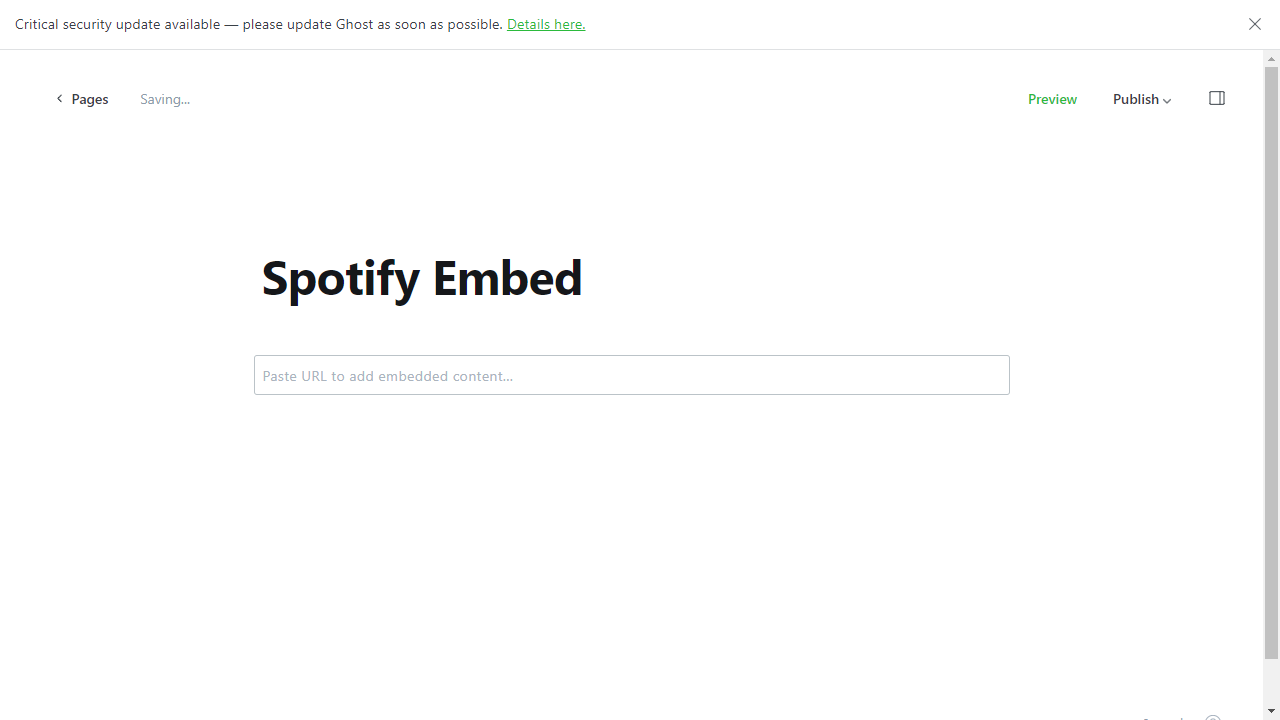 Critical security update available — please update Ghost as soon as possible. Details here.
Pages Saving... Preview Publish
Spotify Embed
Paste URL to add embedded content...